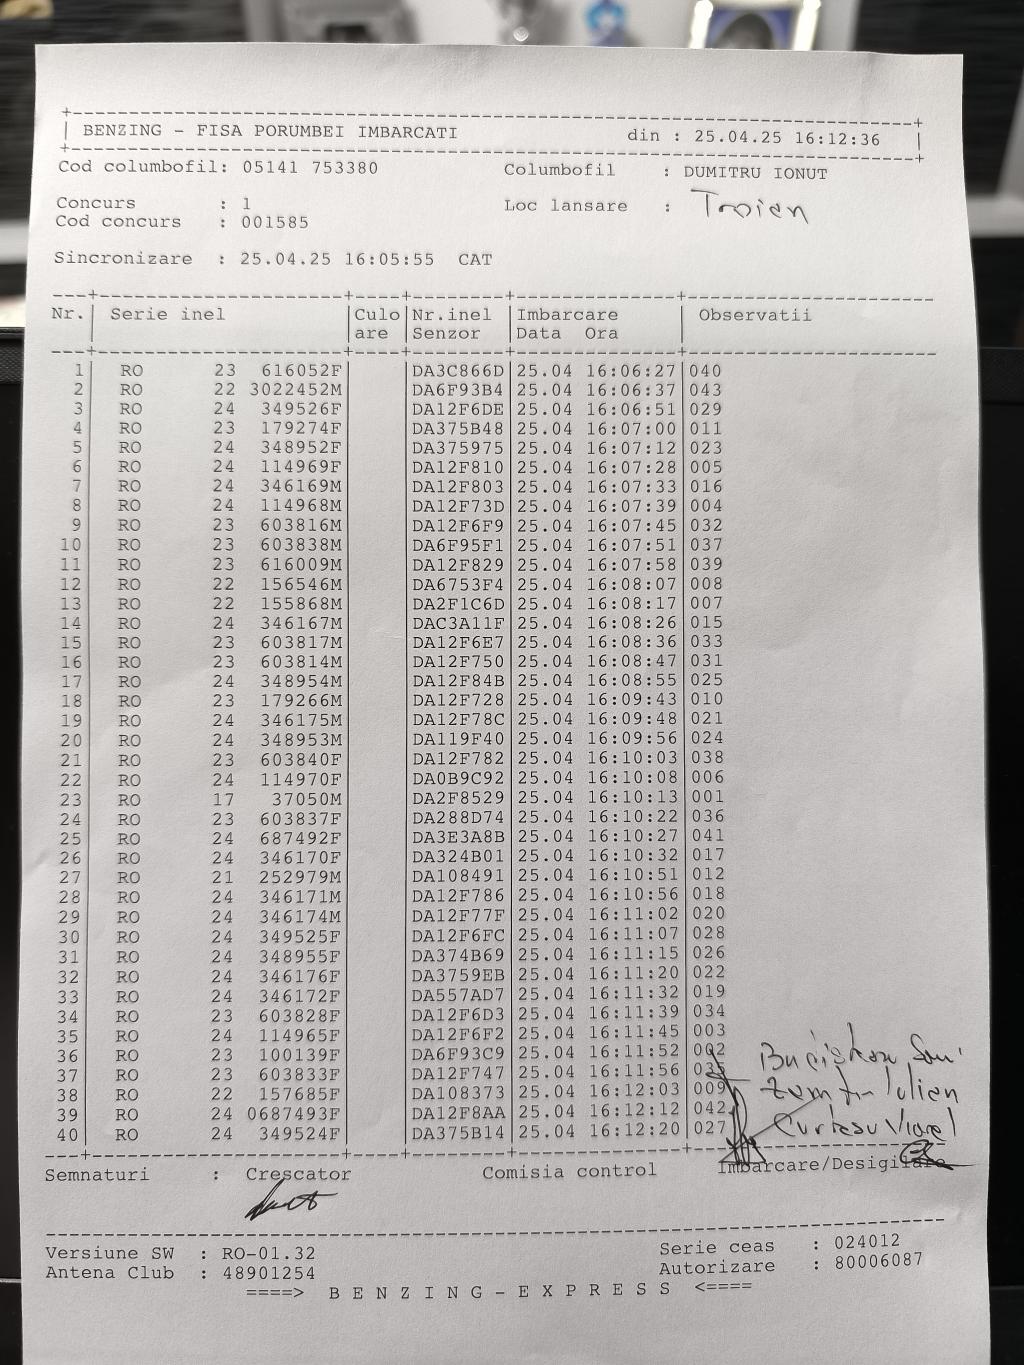 BENZING - FISA PORUMBEI IMBARCATI din : 25.04.25 16:12:36
Cod columbofil: 05141 753380 Columbofil : DUMITRU IONUT
Concurs : 1 Loc lansare : Troian
Cod concurs : 001585
Sincronizare : 25.04.25 16:05:55 CAT
Nr. Serie inel Culo Nr.inel Imbarcare Observatii
are Senzor Data Ora
1 RO 23 616052F DA3C866D 25.04 16:06:27 040
2 RO 22 3022452M DA6F93B4 25.04 16:06:37 043
3 RO 24 349526F DA12F6DE 25.04 16:06:51 029
4 RO 23 179274F DA375B48 25.04 16:07:00 011
5 RO 24 348952F DA375975 25.04 16:07:12 023
6 RO 24 114969F DA12F810 25.04 16:07:28 005
7 RO 24 346169M DA12F803 25.04 16:07:33 016
8 RO 24 114968M DA12F73D 25.04 16:07:39 004
9 RO 23 603816M DA12F6F9 25.04 16:07:45 032
10 RO 23 603838M DA6F95F1 25.04 16:07:51 037
11 RO 23 616009M DA12F829 25.04 16:07:58 039
12 RO 22 156546M DA6753F4 25.04 16:08:07 008
13 RO 22 155868M DA2F1C6D 25.04 16:08:17 007
14 RO 24 346167M DAC3A11F 25.04 16:08:26 015
15 RO 23 603817M DA12F6E7 25.04 16:08:36 033
16 RO 23 603814M DA12F750 25.04 16:08:47 031
17 RO 24 348954M DA12F84B 25.04 16:08:55 025
18 RO 23 179266M DA12F728 25.04 16:09:43 010
19 RO 24 346175M DA12F78C 25.04 16:09:48 021
20 RO 24 348953M DA119F40 25.04 16:09:56 024
21 RO 23 603840F DA12F782 25.04 16:10:03 038
22 RO 24 114970F DA0B9C92 25.04 16:10:08 006
23 RO 17 37050M DA2F8529 25.04 16:10:13 001
24 RO 23 603837F DA288D74 25.04 16:10:22 036
25 RO 24 687492F DA3E3A8B 25.04 16:10:27 041
26 RO 24 346170F DA324B01 25.04 16:10:32 017
27 RO 21 252979M DA108491 25.04 16:10:51 012
28 RO 24 346171M DA12F786 25.04 16:10:56 018
29 RO 24 346174M DA12F77F 25.04 16:11:02 020
30 RO 24 349525F DA12F6FC 25.04 16:11:07 028
31 RO 24 348955F DA374B69 25.04 16:11:15 026
32 RO 24 346176F DA3759EB 25.04 16:11:20 022
33 RO 24 346172F DA557AD7 25.04 16:11:32 019
34 RO 23 603828F DA12F6D3 25.04 16:11:39 034
35 RO 24 114965F DA12F6F2 25.04 16:11:45 003
36 RO 23 100139F DA6F93C9 25.04 16:11:52 002
37 RO 23 603833F DA12F747 25.04 16:11:56 035
38 RO 22 157685F DA108373 25.04 16:12:03 009
39 RO 24 0687493F DA12F8AA 25.04 16:12:12 042
40 RO 24 349524F DA375B14 25.04 16:12:20 027
Semnaturi : Crescator Comisia control Imbarcare/Desigilare
Versiune SW : RO-01.32 Serie ceas : 024012
Antena Club : 48901254 Autorizare : 80006087
====> B E N Z I N G - E X P R E S S <====